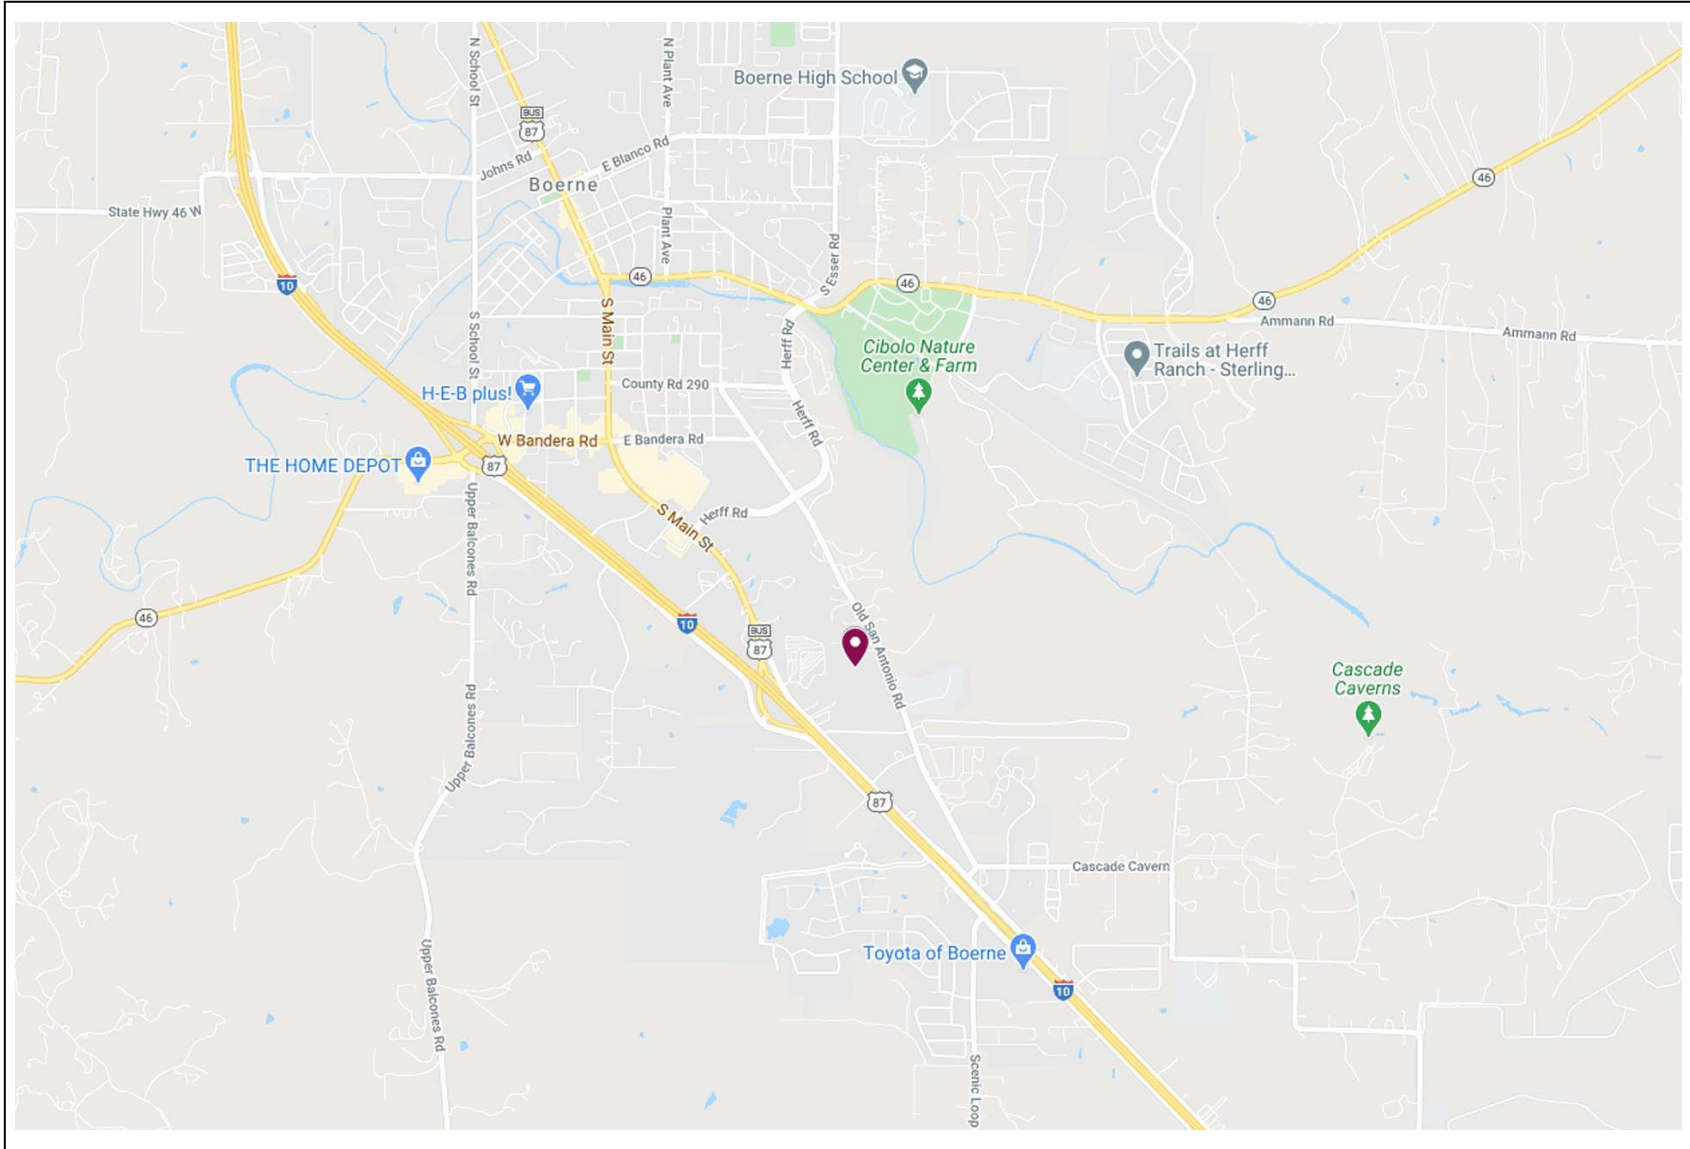 N School St
N Plant Ave
Boerne High School
BUS
87
E Blanco Rd
Johns Rd
Boerne
46
State Hwy 46 W
Plant Ave
S Esser Rd
46
46
10
46
S Main St
S School St
Herff Rd
Ammann Rd
Ammann Rd
Cibolo Nature
Center & Farm
Trails at Herff
Ranch - Sterling...
County Rd 290
H-E-B plus!
Herff Rd
W Bandera Rd
E Bandera Rd
THE HOME DEPOT
87
Upper Balcones Rd
S Main St
Herff Rd
46
10
Old San Antonio Rd
BUS
87
Cascade
Caverns
Upper Balcones Rd
87
Cascade Cavern
Upper Balcones Rd
Toyota of Boerne
10
Scenic Loop